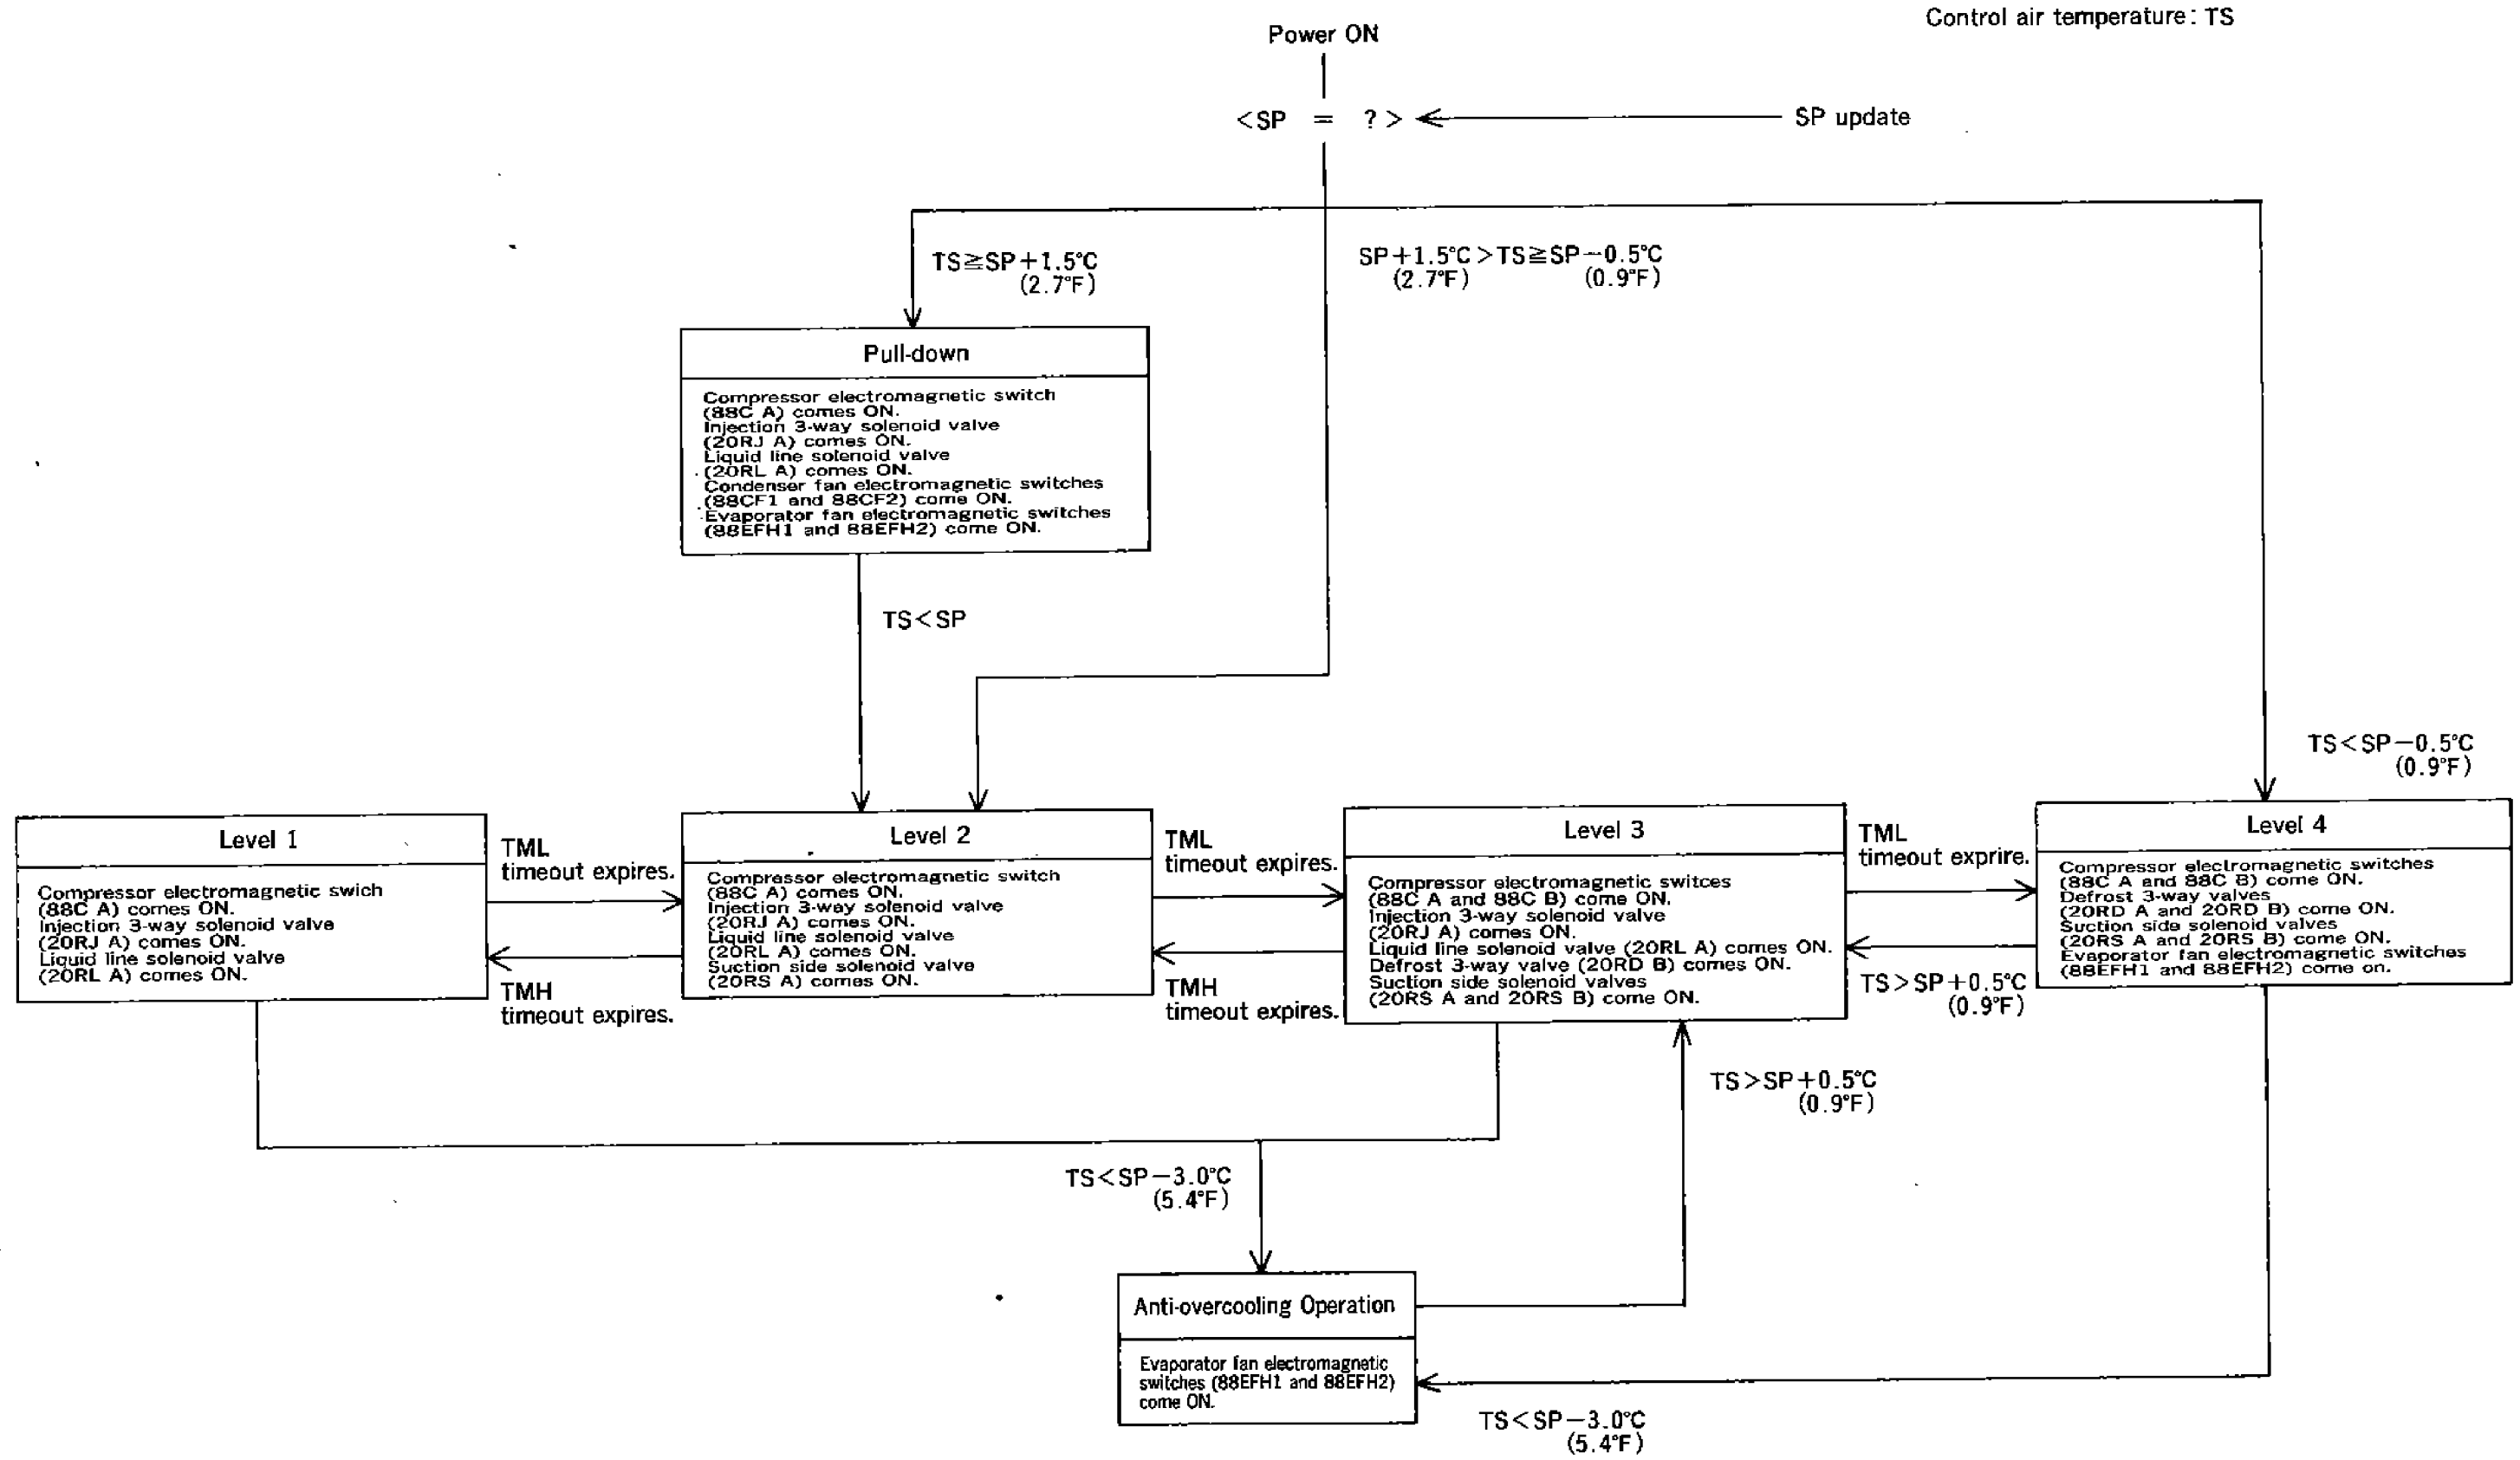 Control air temperature: TS
Power ON
<SP = ?>
SP update
TS≧SP+1.5℃
(2.7°F)
SP+1.5℃>TS≧SP−0.5℃
(2.7°F) (0.9°F)
Pull-down
Compressor electromagnetic switch
(88C A) comes ON.
Injection 3-way solenoid valve
(20RJ A) comes ON.
Liquid line solenoid valve
(20RL A) comes ON.
Condenser fan electromagnetic switches
(88CF1 and 88CF2) come ON.
Evaporator fan electromagnetic switches
(88EFH1 and 88EFH2) come ON.
TS<SP
TS<SP−0.5℃
(0.9°F)
Level 1
Compressor electromagnetic swich
(88C A) comes ON.
Injection 3-way solenoid valve
(20RJ A) comes ON.
Liquid line solenoid valve
(20RL A) comes ON.
TML
timeout expires.
TMH
timeout expires.
Level 2
Compressor electromagnetic switch
(88C A) comes ON.
Injection 3-way solenoid valve
(20RJ A) comes ON.
Liquid line solenoid valve
(20RL A) comes ON.
Suction side solenoid valve
(20RS A) comes ON.
TML
timeout expires.
TMH
timeout expires.
Level 3
Compressor electromagnetic switces
(88C A and 88C B) come ON.
Injection 3-way solenoid valve
(20RJ A) comes ON.
Liquid line solenoid valve (20RL A) comes ON.
Defrost 3-way valve (20RD B) comes ON.
Suction side solenoid valves
(20RS A and 20RS B) come ON.
TML
timeout exprire.
TS>SP+0.5℃
(0.9°F)
Level 4
Compressor electromagnetic switches
(88C A and 88C B) come ON.
Defrost 3-way valves
(20RD A and 20RD B) come ON.
Suction side solenoid valves
(20RS A and 20RS B) come ON.
Evaporator fan electromagnetic switches
(88EFH1 and 88EFH2) come on.
TS>SP+0.5℃
(0.9°F)
TS<SP−3.0℃
(5.4°F)
Anti-overcooling Operation
Evaporator fan electromagnetic
switches (88EFH1 and 88EFH2)
come ON.
TS<SP−3.0℃
(5.4°F)